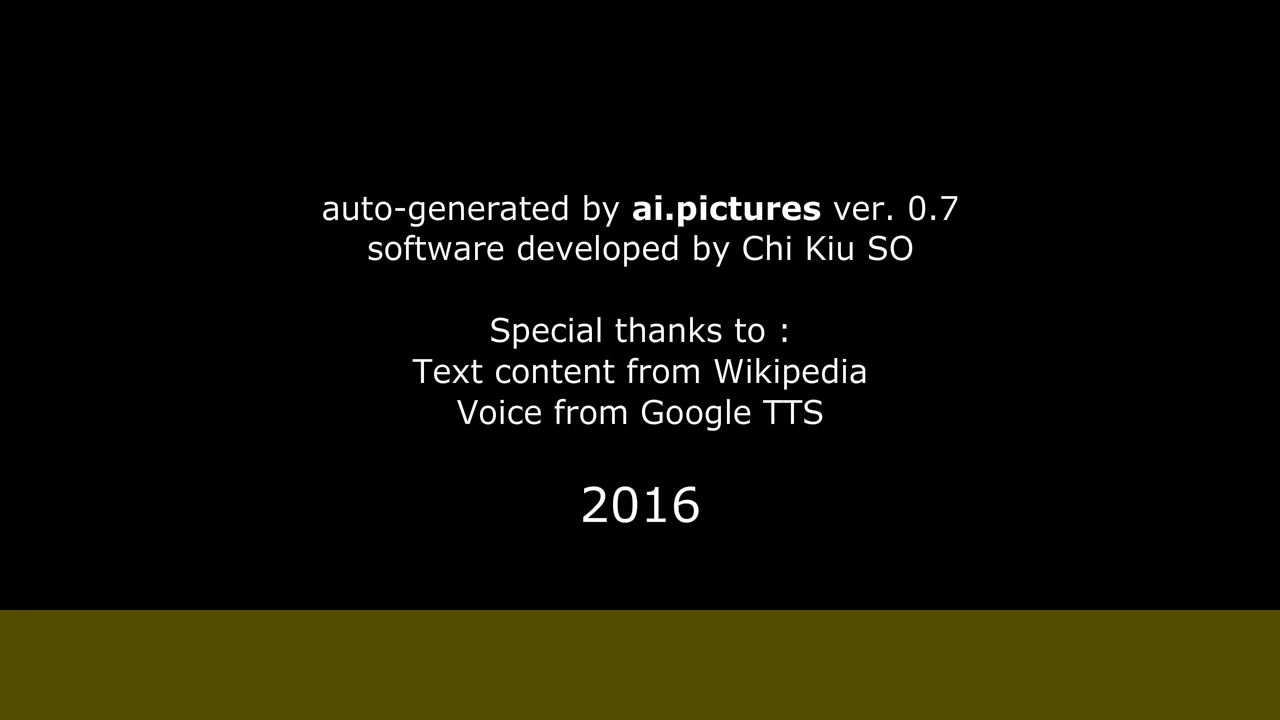 auto-generated by ai.pictures ver. 0.7
software developed by Chi Kiu SO
Special thanks to :
Text content from Wikipedia
Voice from Google TTS
2016